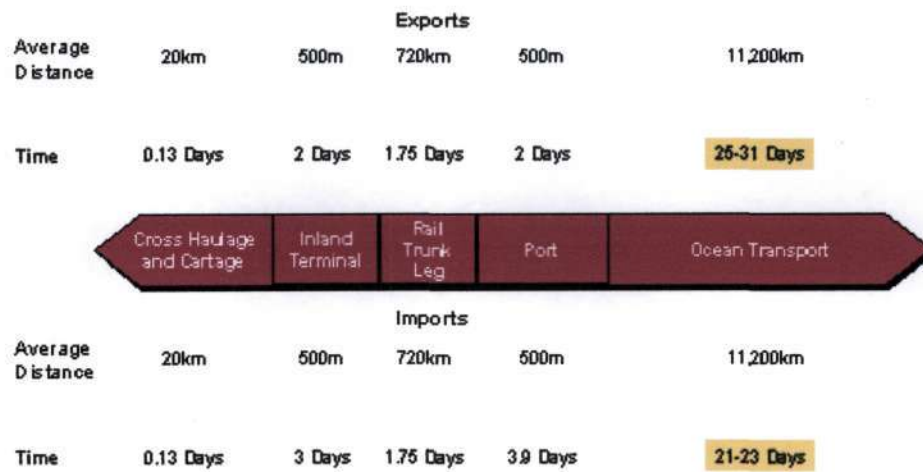 Exports
Average Distance 20km 500m 720km 500m 11,200km
Time 0.13 Days 2 Days 1.75 Days 2 Days 25-31 Days
Cross Haulage and Cartage
Inland Terminal
Rail Trunk Leg
Port
Ocean Transport
Imports
Average Distance 20km 500m 720km 500m 11,200km
Time 0.13 Days 3 Days 1.75 Days 3.9 Days 21-23 Days